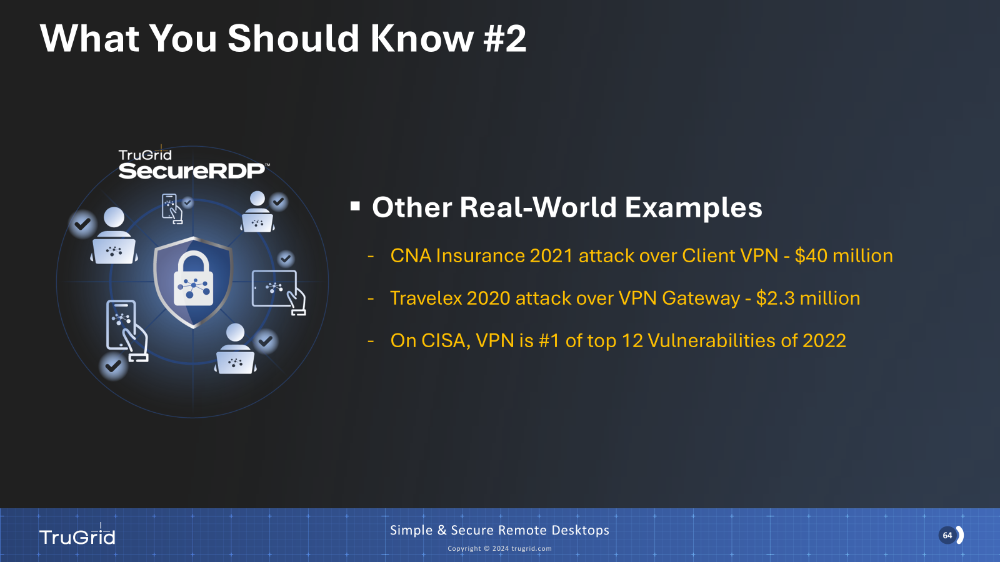 What You Should Know #2
TruGrid
SecureRDP™
▪ Other Real-World Examples
- CNA Insurance 2021 attack over Client VPN - $40 million
- Travelex 2020 attack over VPN Gateway - $2.3 million
- On CISA, VPN is #1 of top 12 Vulnerabilities of 2022
TruGrid
Simple & Secure Remote Desktops
Copyright © 2024 trugrid.com
64